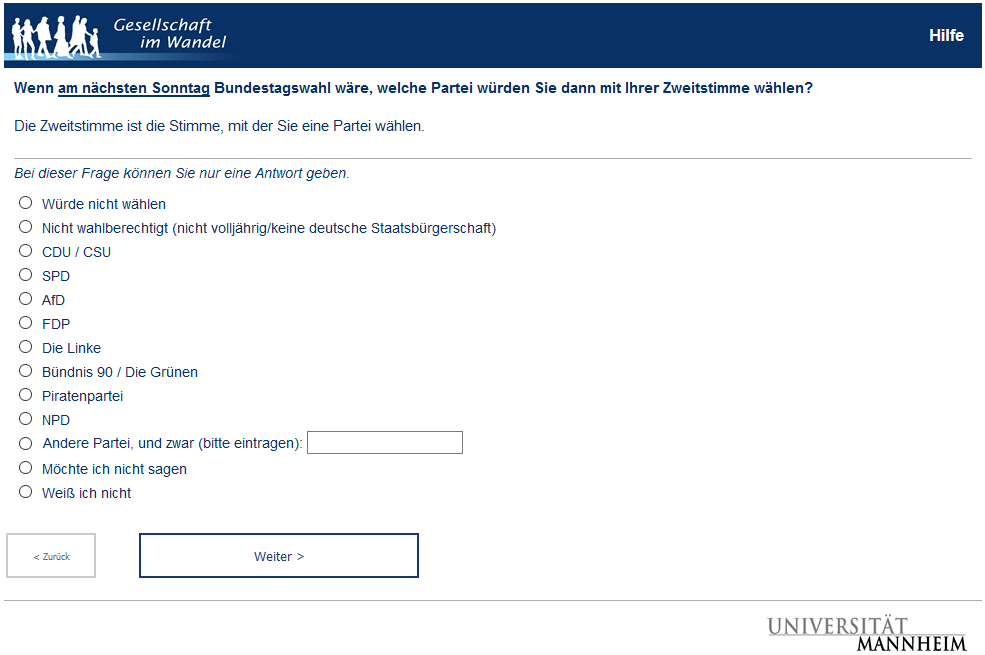 Gesellschaft
im Wandel
Hilfe
Wenn am nächsten Sonntag Bundestagswahl wäre, welche Partei würden Sie dann mit Ihrer Zweitstimme wählen?
Die Zweitstimme ist die Stimme, mit der Sie eine Partei wählen.
Bei dieser Frage können Sie nur eine Antwort geben.
Würde nicht wählen
Nicht wahlberechtigt (nicht volljährig/keine deutsche Staatsbürgerschaft)
CDU / CSU
SPD
AfD
FDP
Die Linke
Bündnis 90 / Die Grünen
Piratenpartei
NPD
Andere Partei, und zwar (bitte eintragen):
Möchte ich nicht sagen
Weiß ich nicht
< Zurück
Weiter >
UNIVERSITÄT
MANNHEIM